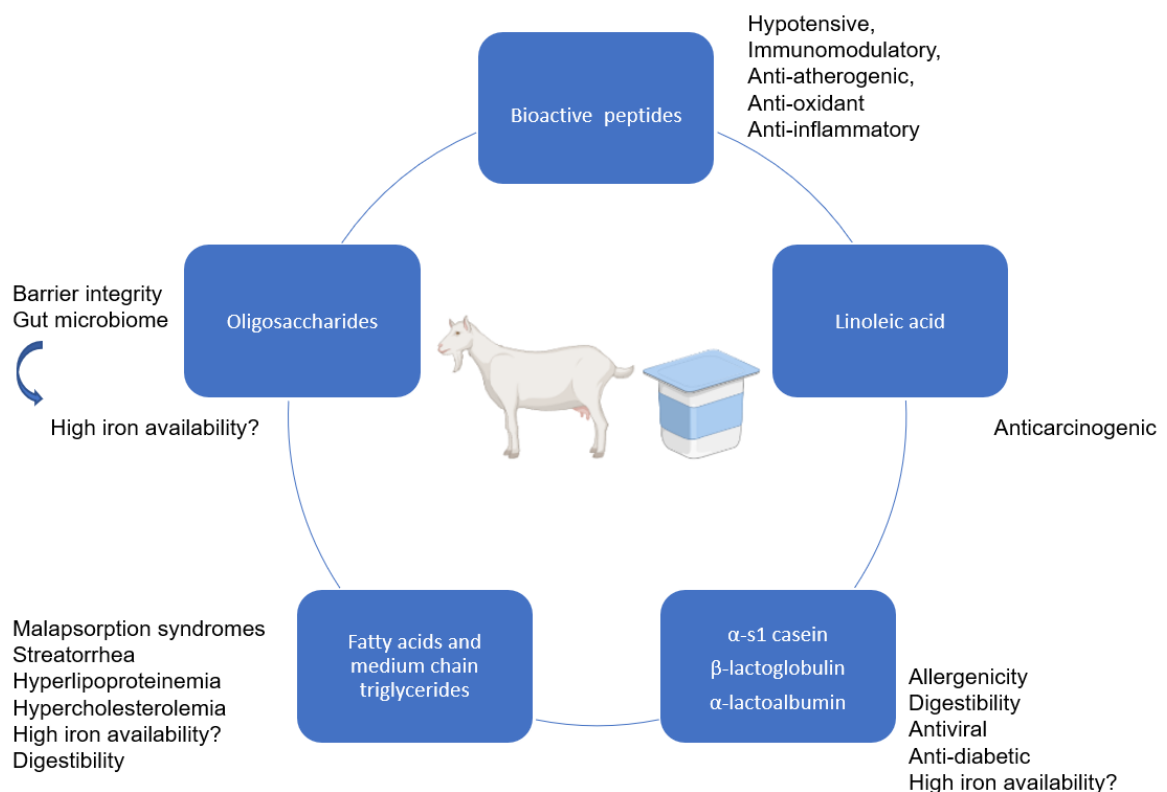 Hypotensive,
Immunomodulatory,
Anti-atherogenic,
Anti-oxidant
Anti-inflammatory
Bioactive peptides
Barrier integrity
Gut microbiome
High iron availability?
Oligosaccharides
Linoleic acid
Anticarcinogenic
Malapsorption syndromes
Streatorrhea
Hyperlipoproteinemia
Hypercholesterolemia
High iron availability?
Digestibility
Fatty acids and
medium chain
triglycerides
α-s1 casein
β-lactoglobulin
α-lactoalbumin
Allergenicity
Digestibility
Antiviral
Anti-diabetic
High iron availability?